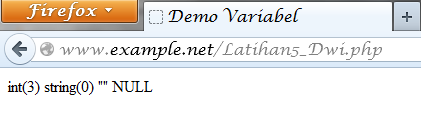 Firefox
Demo Variabel
www.example.net/Latihan5_Dwi.php
int(3) string(0) "" NULL